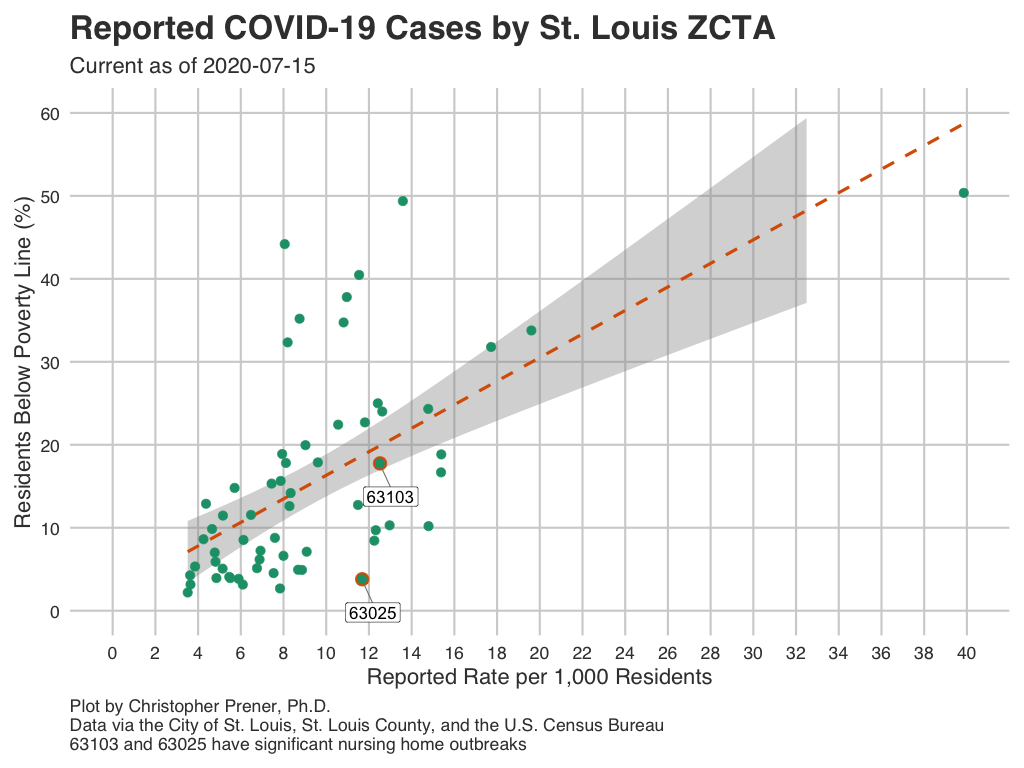 Reported COVID-19 Cases by St. Louis ZCTA
Current as of 2020-07-15
Residents Below Poverty Line (%)
60
50
40
30
20
10
0
63103
63025
0 2 4 6 8 10 12 14 16 18 20 22 24 26 28 30 32 34 36 38 40
Reported Rate per 1,000 Residents
Plot by Christopher Prener, Ph.D.
Data via the City of St. Louis, St. Louis County, and the U.S. Census Bureau
63103 and 63025 have significant nursing home outbreaks